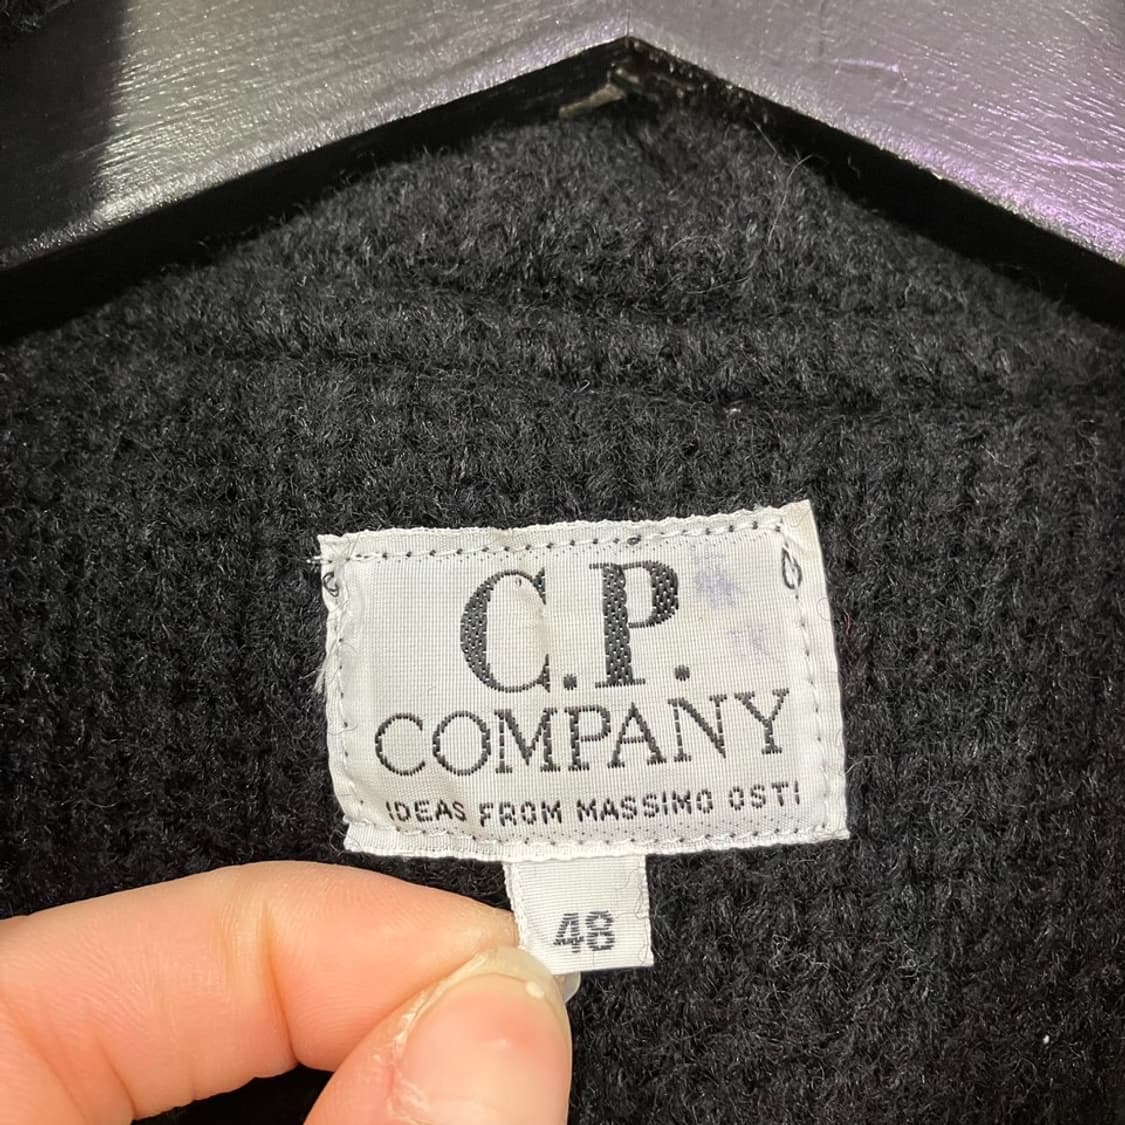 C.P.
COMPANY
IDEAS FROM MASSIMO OSTI
48